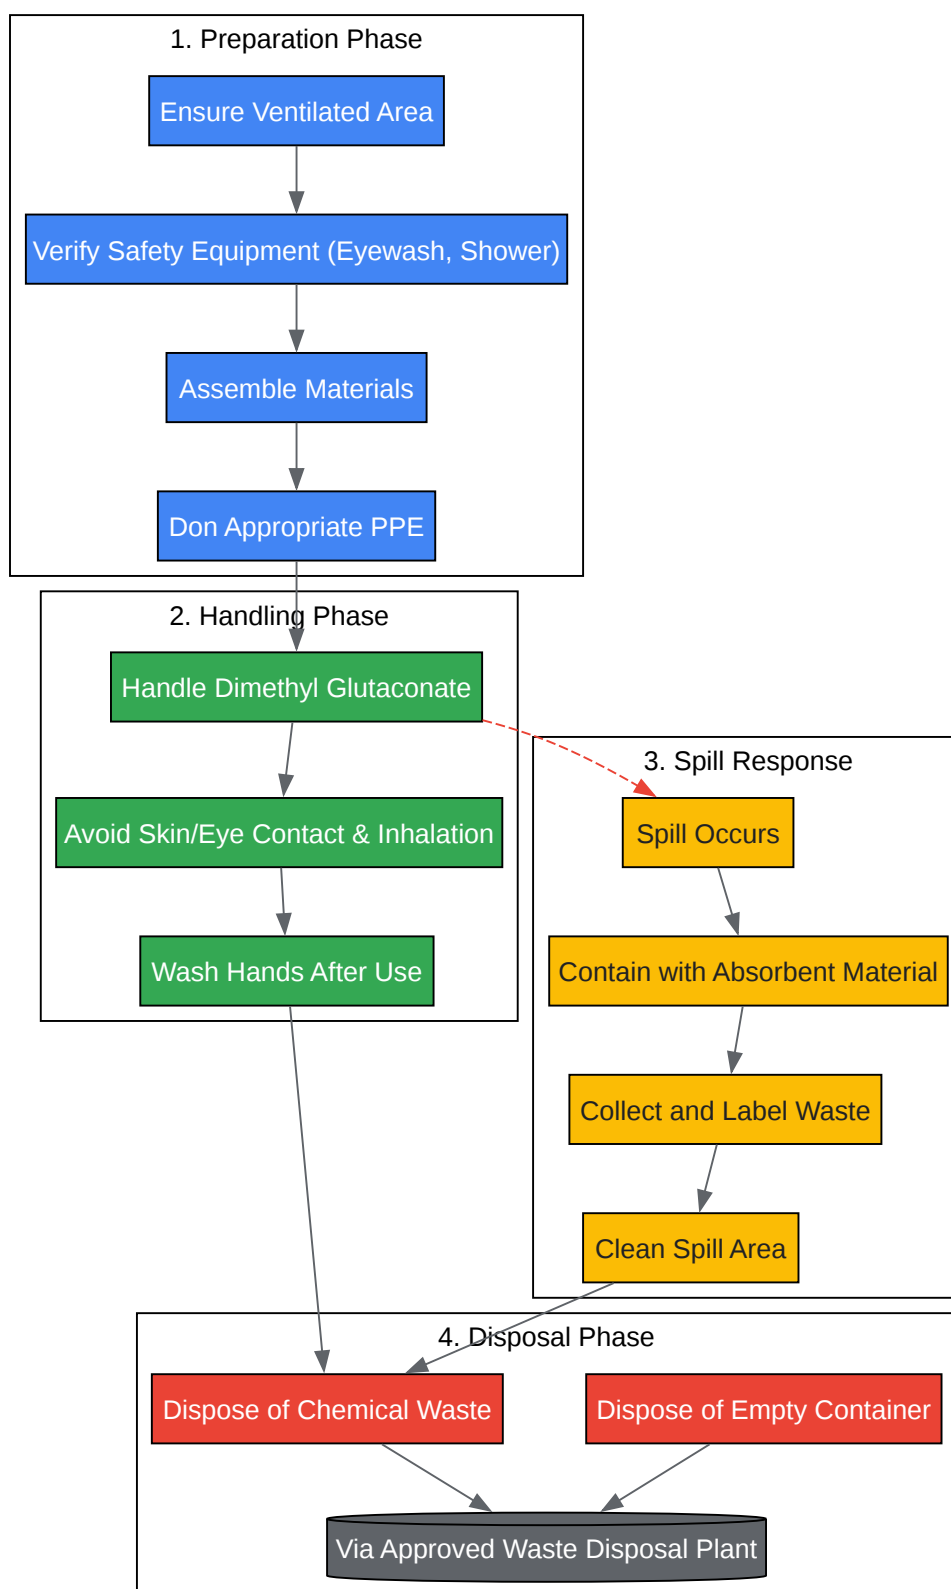 1. Preparation Phase
Ensure Ventilated Area
Verify Safety Equipment (Eyewash, Shower)
Assemble Materials
Don Appropriate PPE
2. Handling Phase
Handle Dimethyl Glutaconate
Avoid Skin/Eye Contact & Inhalation
Wash Hands After Use
3. Spill Response
Spill Occurs
Contain with Absorbent Material
Collect and Label Waste
Clean Spill Area
4. Disposal Phase
Dispose of Chemical Waste
Dispose of Empty Container
Via Approved Waste Disposal Plant